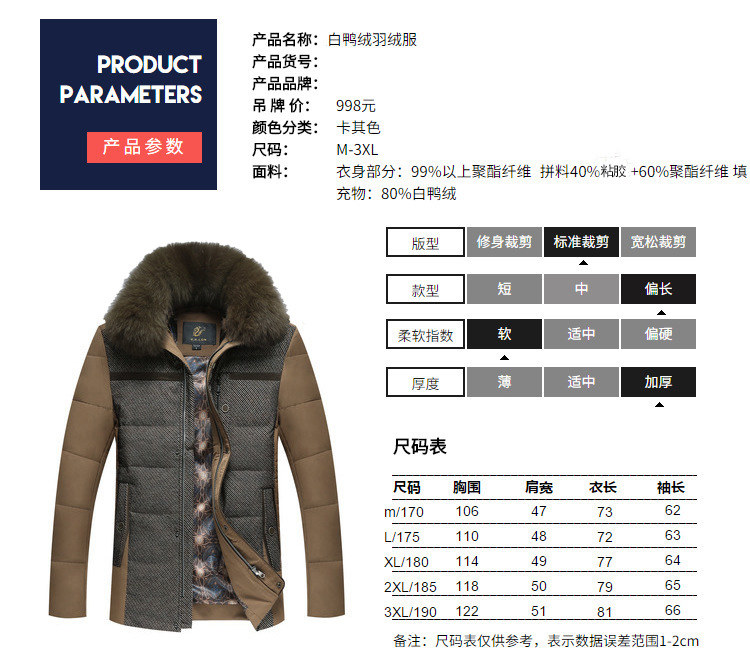 PRODUCT
PARAMETERS
产品参数
产品名称：白鸭绒羽绒服
产品货号：
产品品牌：
吊 牌 价： 998元
颜色分类： 卡其色
尺码： M-3XL
面料： 衣身部分：99%以上聚酯纤维 拼料40%粘胶 +60%聚酯纤维 填
充物：80%白鸭绒
版型 修身裁剪 标准裁剪 宽松裁剪
款型 短 中 偏长
柔软指数 软 适中 偏硬
厚度 薄 适中 加厚
尺码表
尺码 胸围 肩宽 衣长 袖长
m/170 106 47 73 62
L/175 110 48 72 63
XL/180 114 49 77 64
2XL/185 118 50 79 65
3XL/190 122 51 81 66
备注：尺码表仅供参考，表示数据误差范围1-2cm